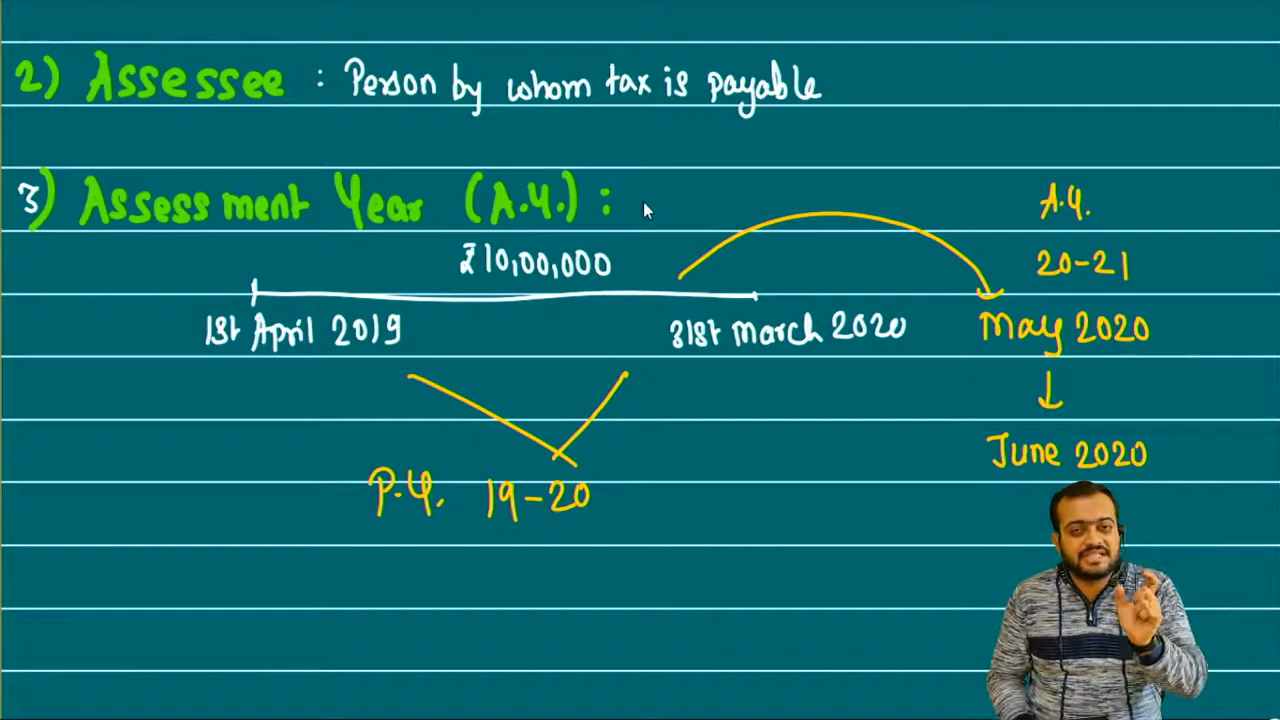 2) Assessee : Person by whom tax is payable
3) Assessment Year (A.Y.) :
A.Y.
₹10,00,000
20-21
1st April 2019
31st March 2020
May 2020
June 2020
P.Y. 19-20